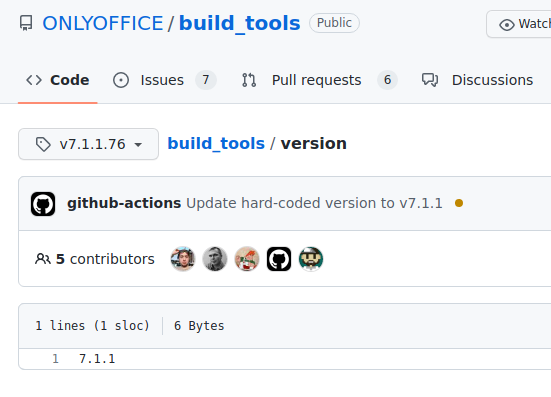 ONLYOFFICE / build_tools Public Watch
Code Issues 7 Pull requests 6 Discussions
v7.1.1.76 build_tools / version
github-actions Update hard-coded version to v7.1.1
5 contributors
1 lines (1 sloc) 6 Bytes
1 7.1.1